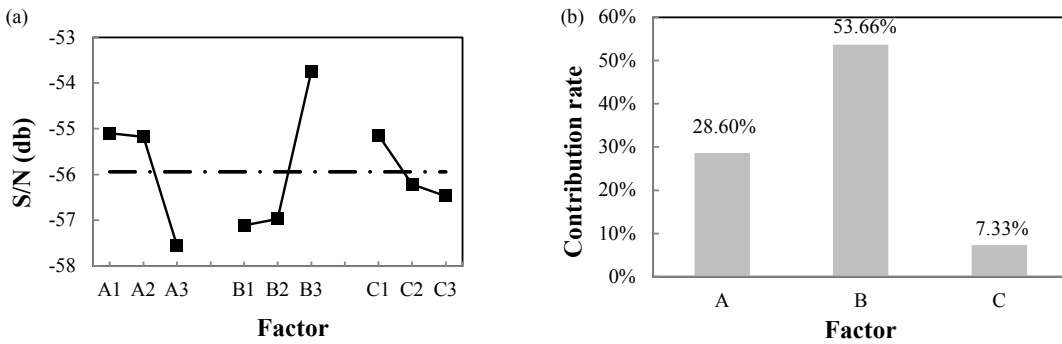 (a)
-53
-54
-55
-56
-57
-58
S/N (db)
A1 A2 A3 B1 B2 B3 C1 C2 C3
Factor
(b)
60%
50%
40%
30%
20%
10%
0%
Contribution rate
28.60%
53.66%
7.33%
A B C
Factor